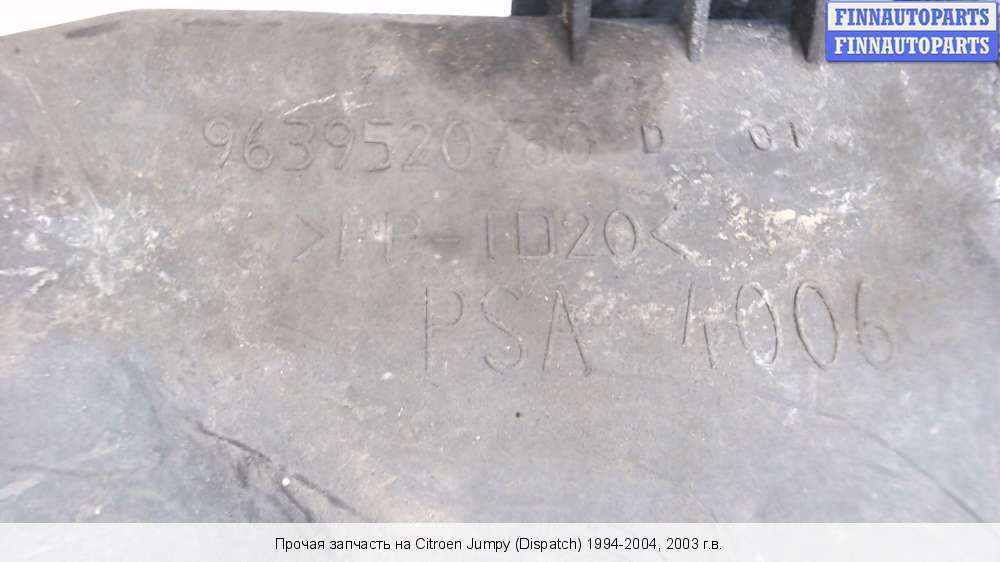 FINNAUTOPARTS
FINNAUTOPARTS
9639520780 D 01
>PP-TD20<
PSA 4006
Прочая запчасть на Citroen Jumpy (Dispatch) 1994-2004, 2003 г.в.